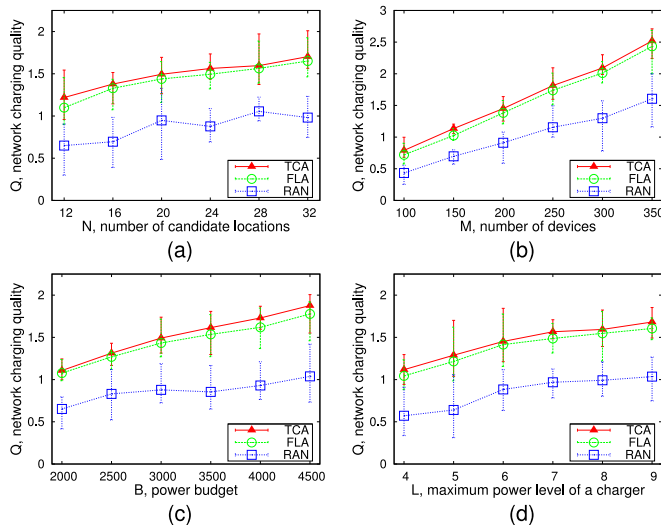 Q, network charging quality
2
1.5
1
0.5
0
TCA
FLA
RAN
12 16 20 24 28 32
N, number of candidate locations
(a)
Q, network charging quality
3
2.5
2
1.5
1
0.5
0
TCA
FLA
RAN
100 150 200 250 300 350
M, number of devices
(b)
Q, network charging quality
2
1.5
1
0.5
0
TCA
FLA
RAN
2000 2500 3000 3500 4000 4500
B, power budget
(c)
Q, network charging quality
2
1.5
1
0.5
0
TCA
FLA
RAN
4 5 6 7 8 9
L, maximum power level of a charger
(d)